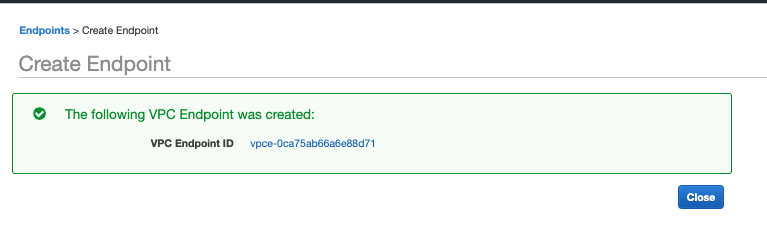 Endpoints > Create Endpoint
Create Endpoint
The following VPC Endpoint was created:
VPC Endpoint ID vpce-0ca75ab66a6e88d71
Close